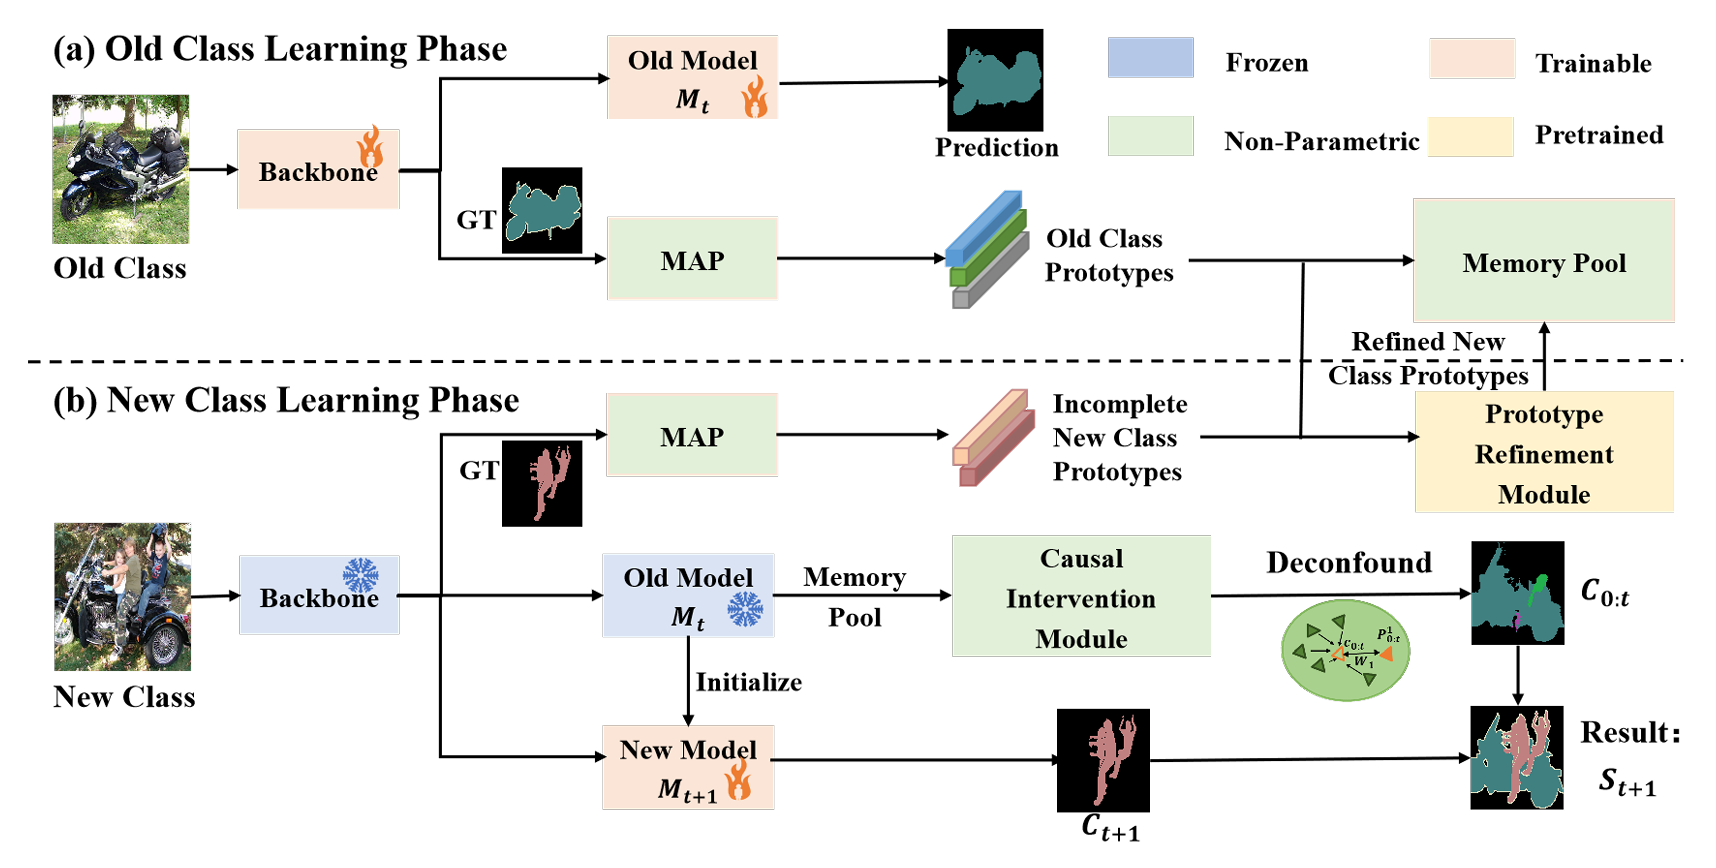 (a) Old Class Learning Phase
Old Model
M_t
Prediction
Frozen
Trainable
Non-Parametric
Pretrained
Backbone
Old Class
GT
MAP
Old Class
Prototypes
Memory Pool
Refined New
Class Prototypes
(b) New Class Learning Phase
GT
MAP
Incomplete
New Class
Prototypes
Prototype
Refinement
Module
New Class
Backbone
Old Model
M_t
Memory
Pool
Causal
Intervention
Module
Deconfound
c_{0:t}
P^1_{0:t}
W_1
C_{0:t}
Initialize
New Model
M_{t+1}
C_{t+1}
Result:
S_{t+1}